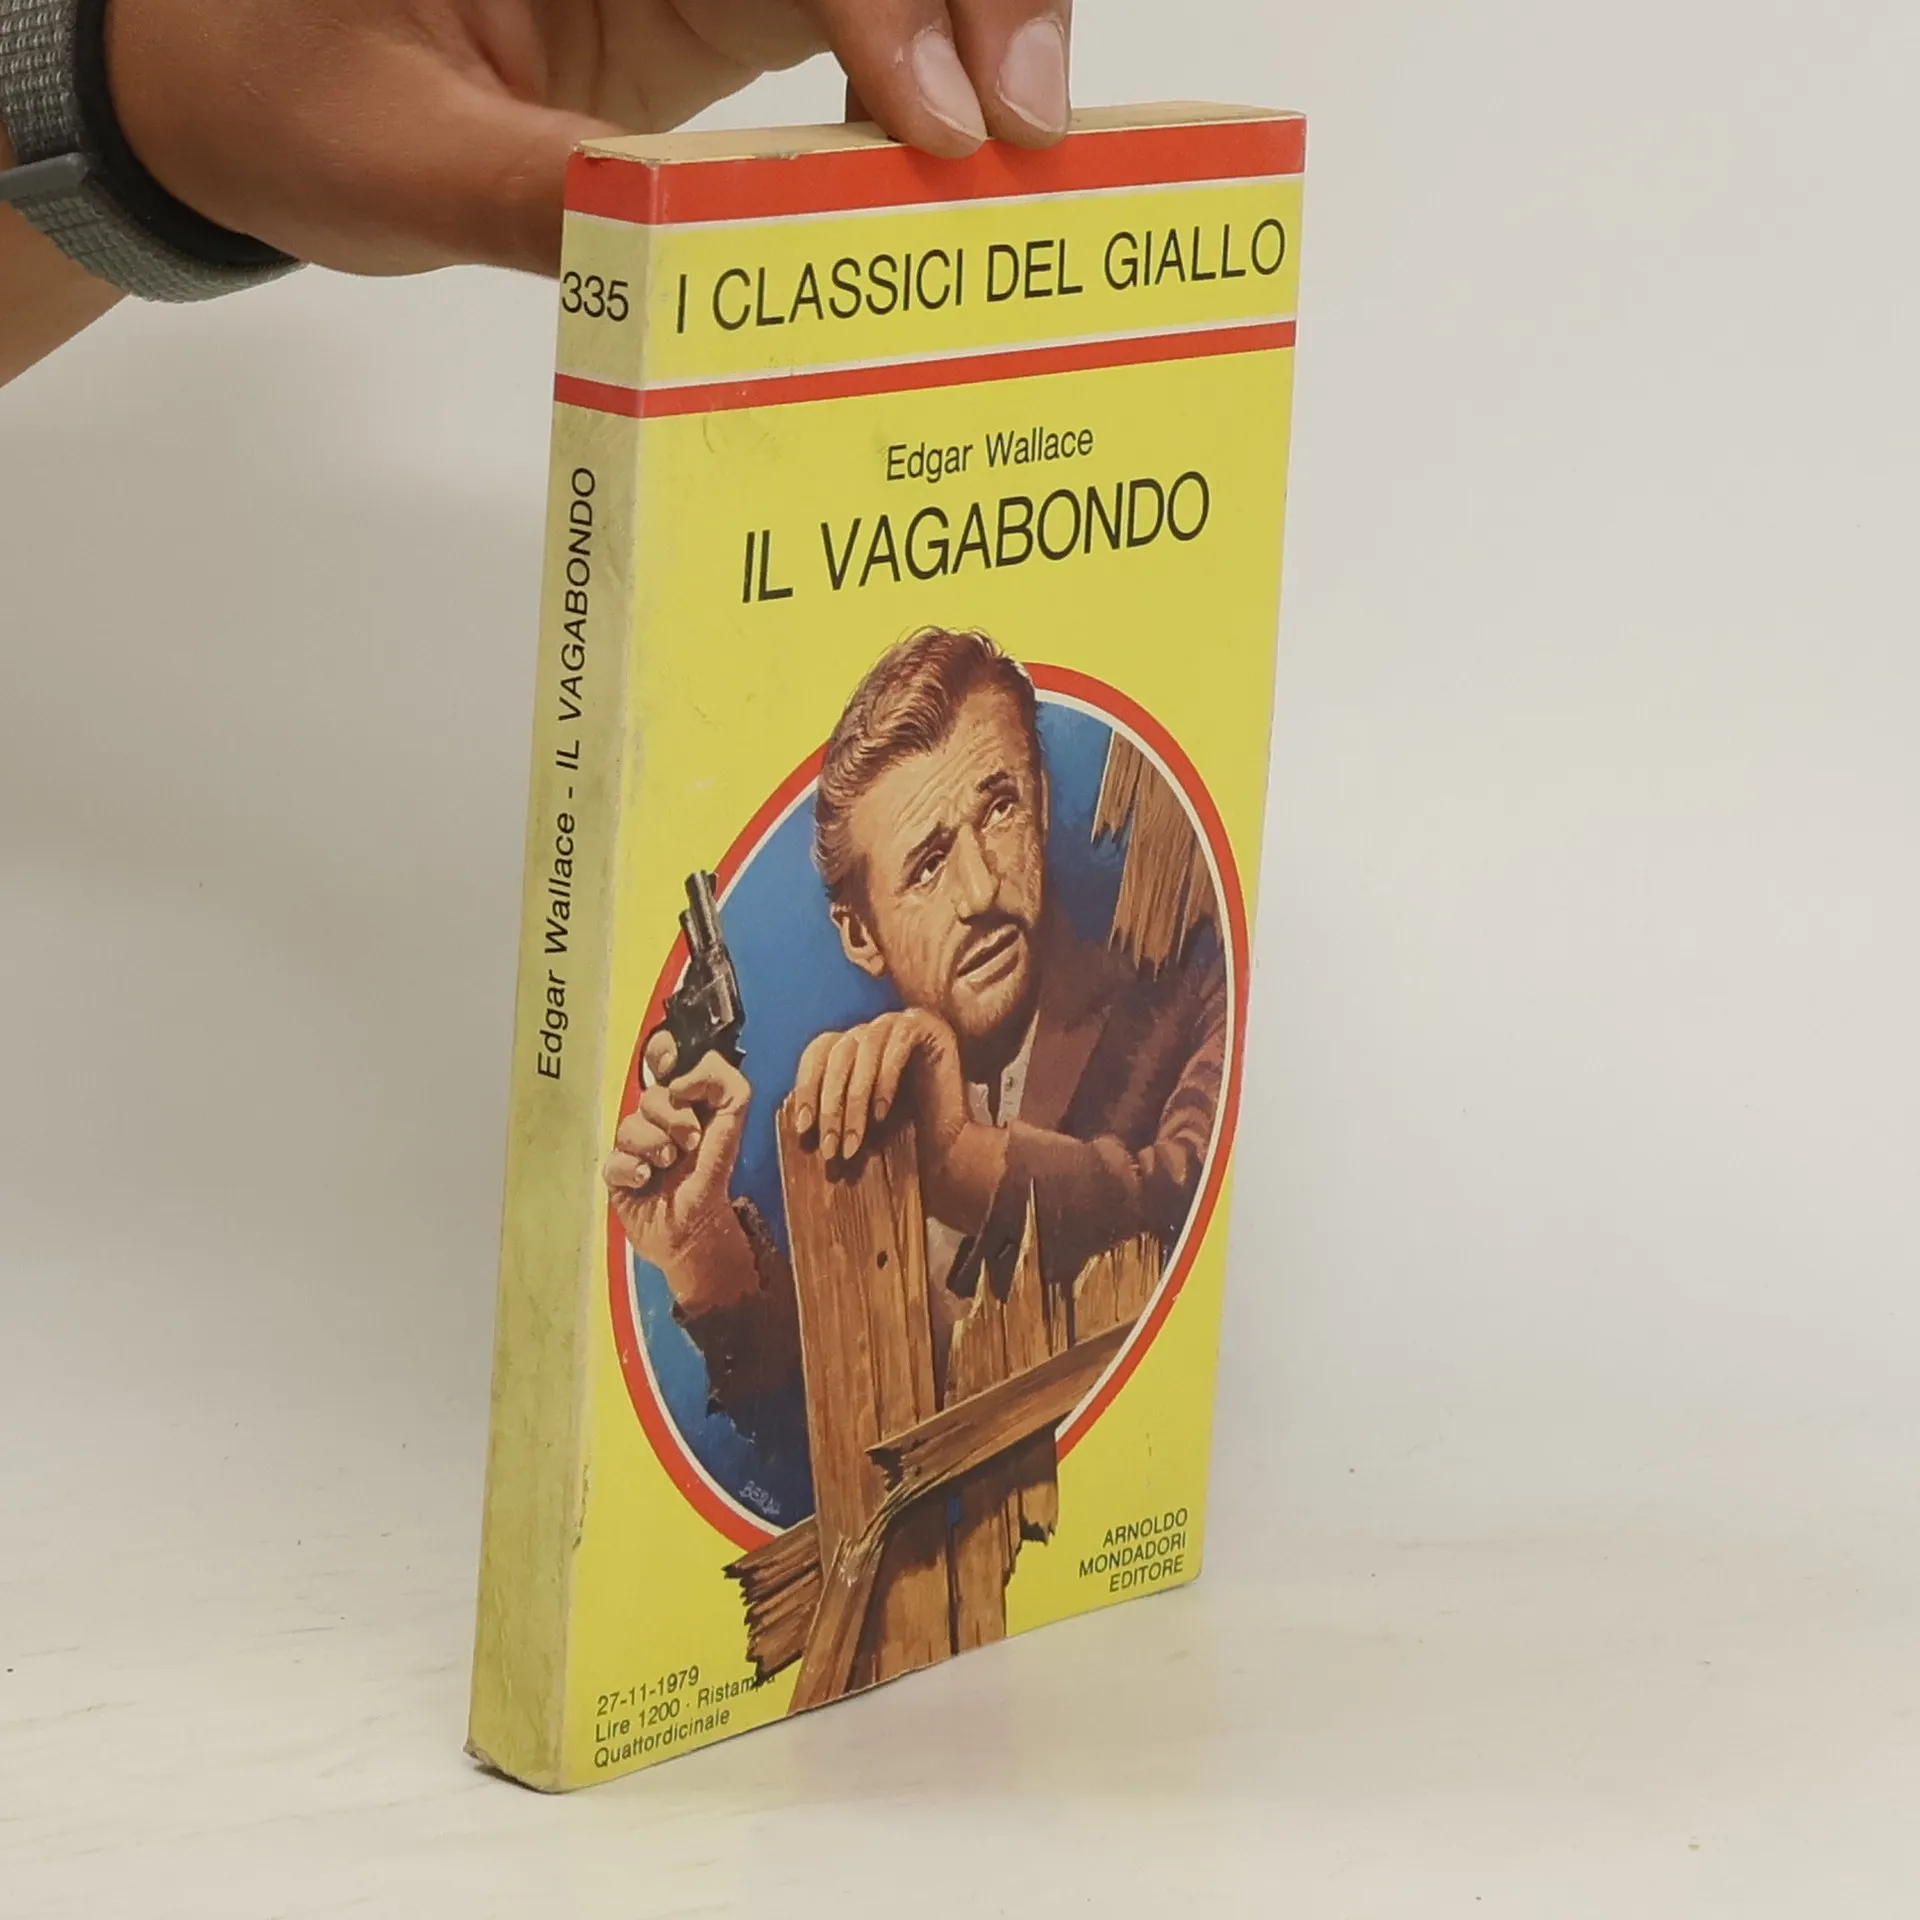 335
I CLASSICI DEL GIALLO
Edgar Wallace
IL VAGABONDO
Edgar Wallace - IL VAGABONDO
ARNOLDO
MONDADORI
EDITORE
27-11-1979
Lire 1200 · Ristampa
Quattordicinale